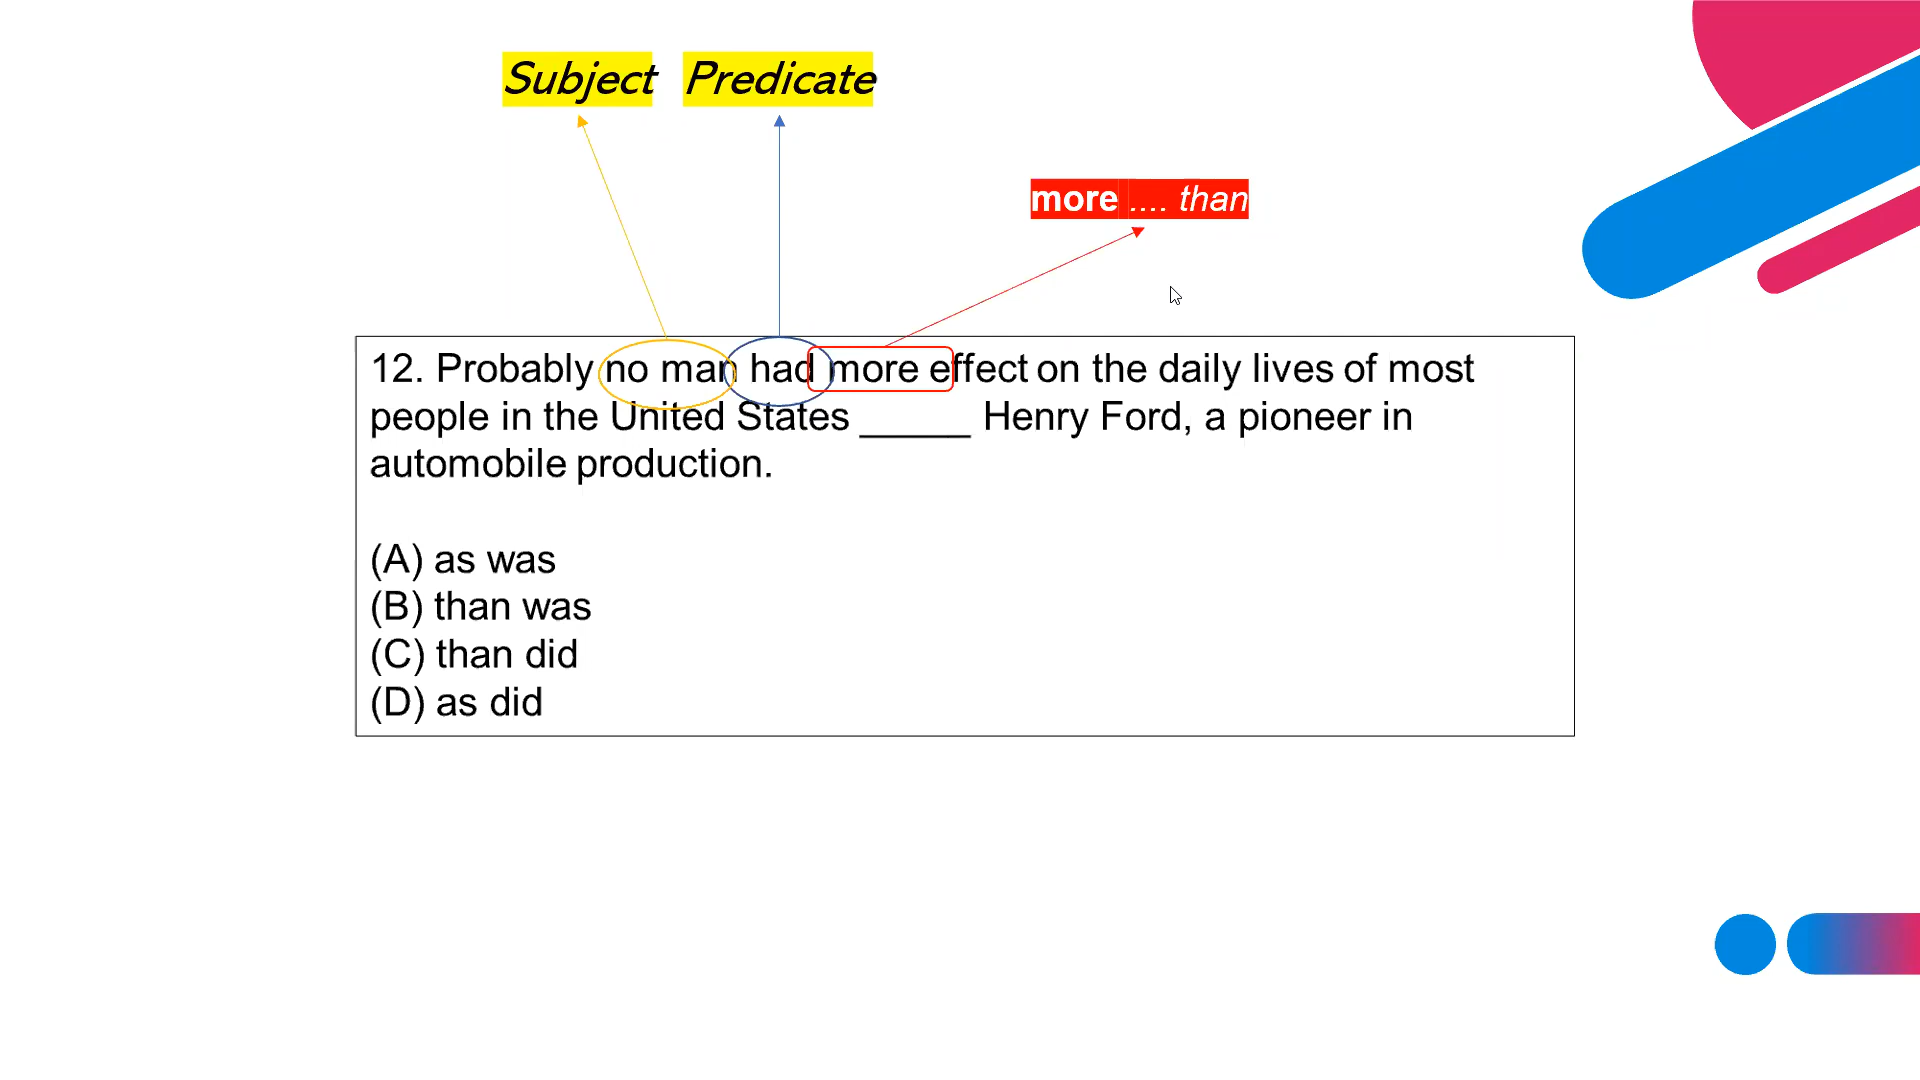 Subject Predicate
more .... than
12. Probably no man had more effect on the daily lives of most
people in the United States _____ Henry Ford, a pioneer in
automobile production.
(A) as was
(B) than was
(C) than did
(D) as did